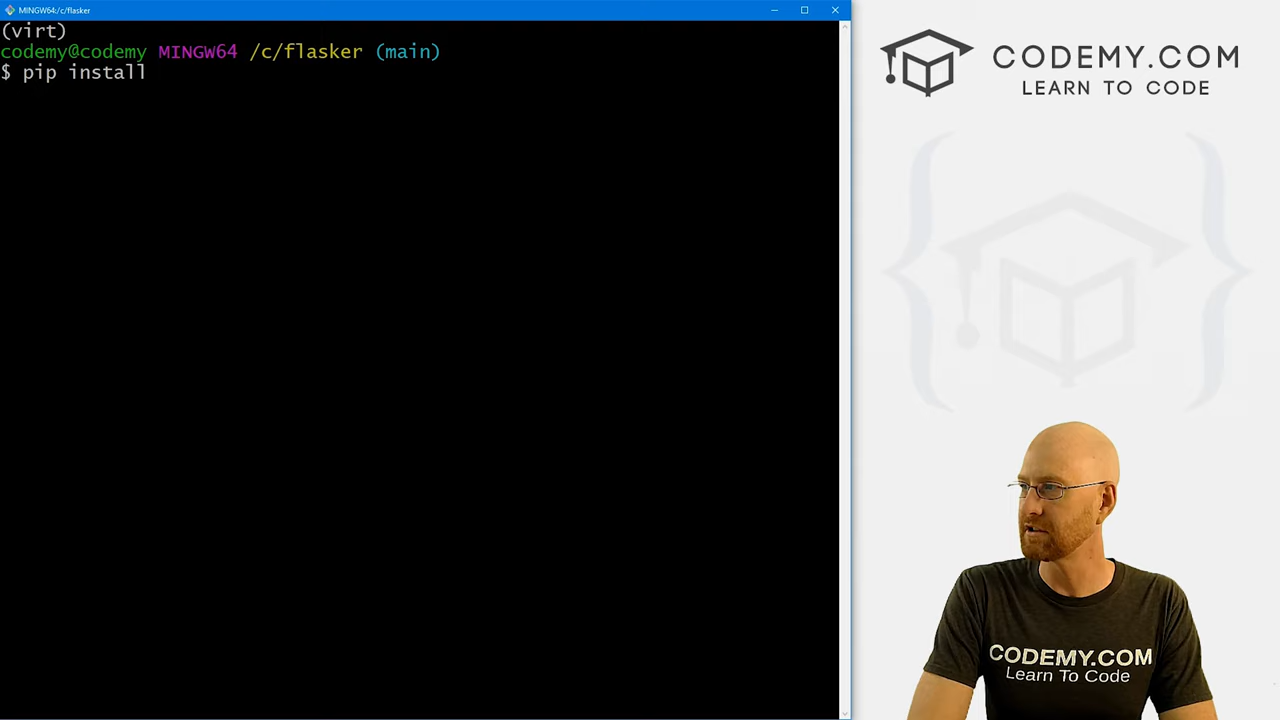 MINGW64:/c/flasker
(virt)
codemy@codemy MINGW64 /c/flasker (main)
$ pip install
CODEMY.COM
LEARN TO CODE
CODEMY.COM
Learn To Code